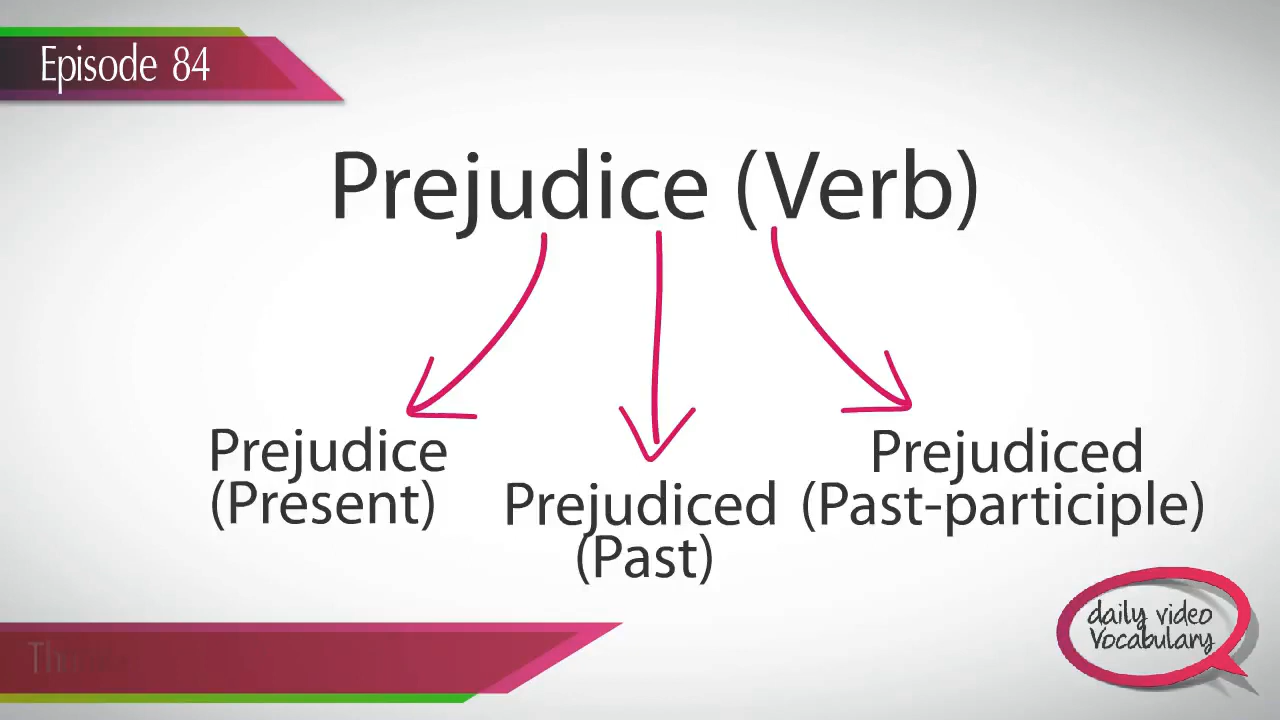 Episode 84
Prejudice (Verb)
Prejudice
(Present)
Prejudiced
(Past)
Prejudiced
(Past-participle)
daily video
Vocabulary